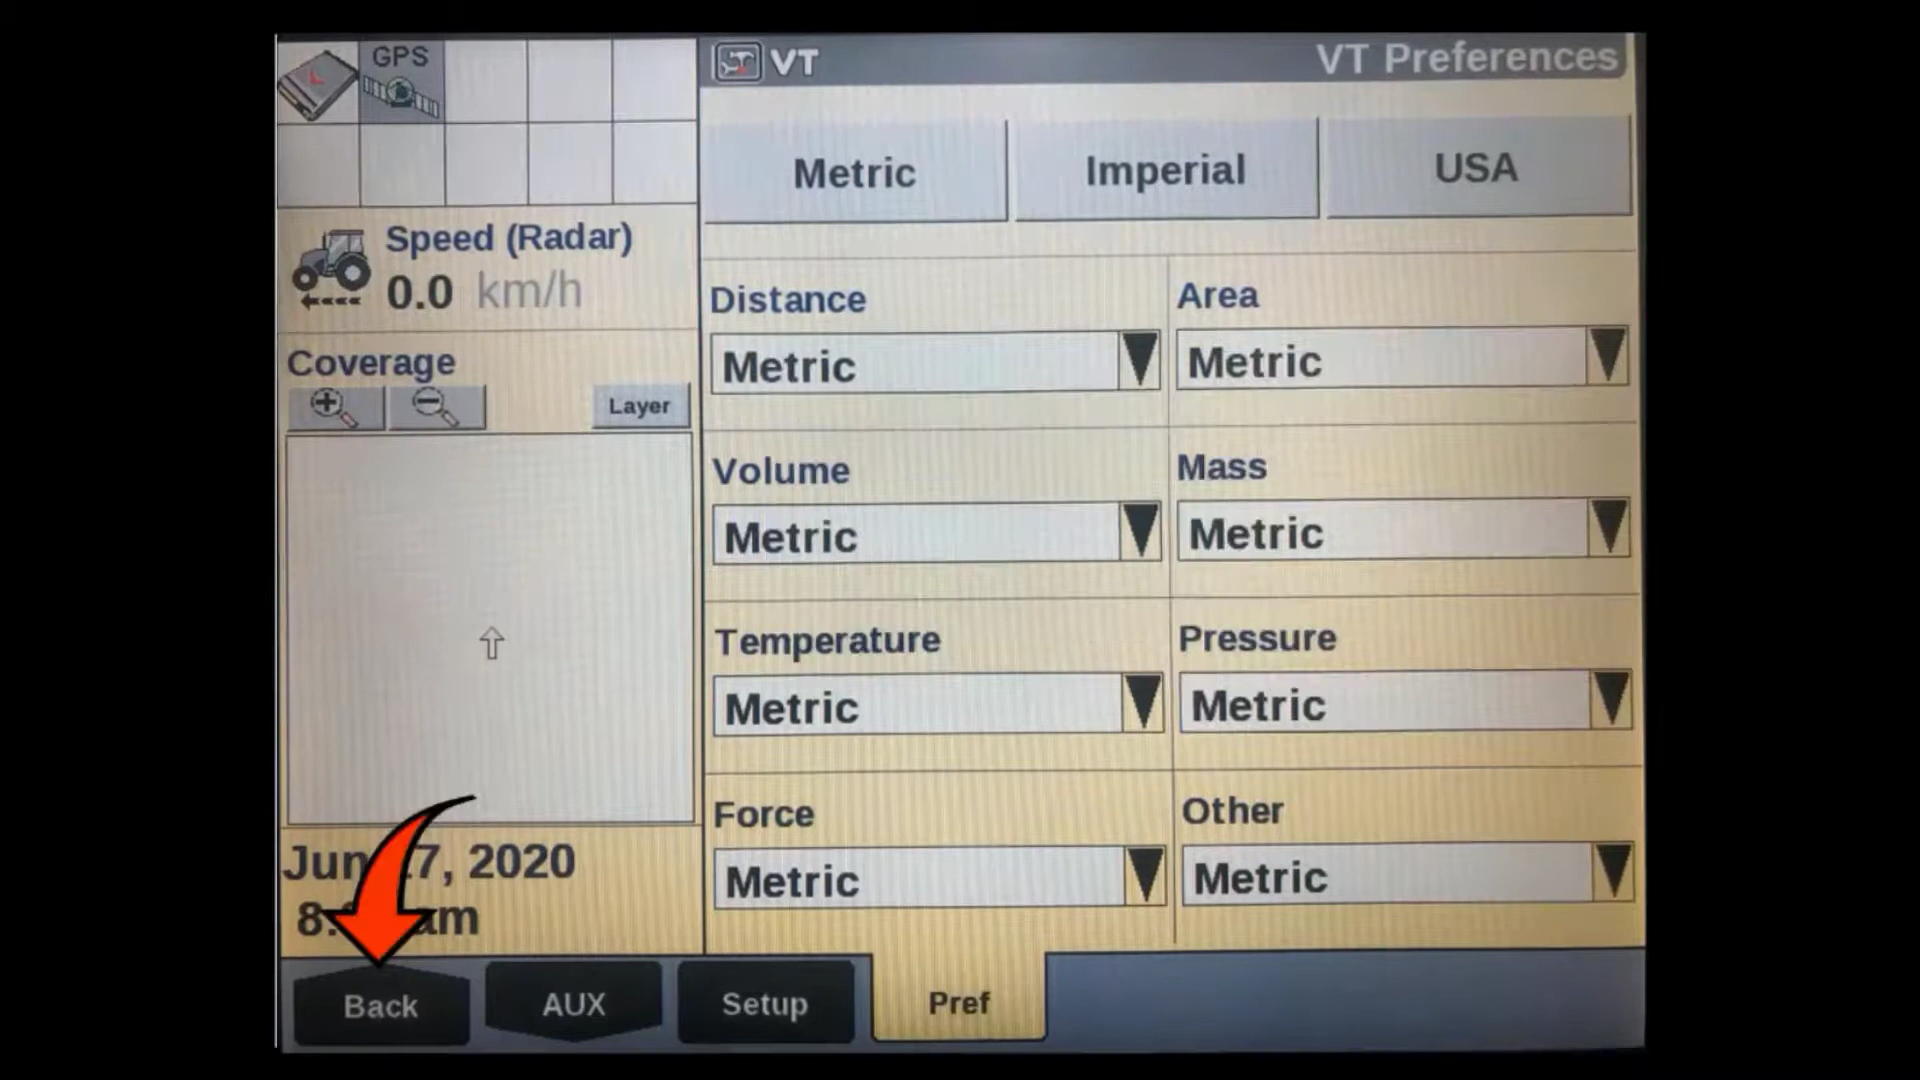 GPS
VT
VT Preferences
Metric
Imperial
USA
Speed (Radar)
0.0 km/h
Coverage
Layer
Distance
Metric
Area
Metric
Volume
Metric
Mass
Metric
Temperature
Metric
Pressure
Metric
Force
Metric
Other
Metric
2020
am
Back
AUX
Setup
Pref